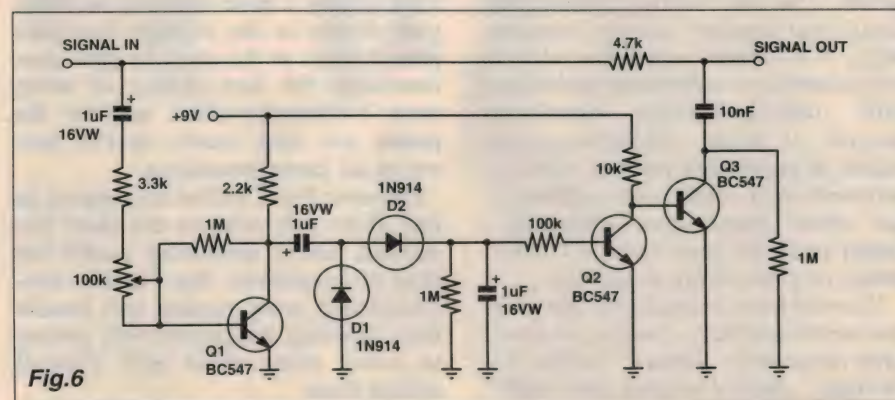 SIGNAL IN
4.7k
SIGNAL OUT
1uF
16VW
+
+9V
10nF
3.3k
2.2k
10k
Q3
BC547
1M
16VW
1uF
+
1N914
D2
100k
100k
1M
+
1uF
16VW
Q2
BC547
1M
D1
1N914
Q1
BC547
Fig.6